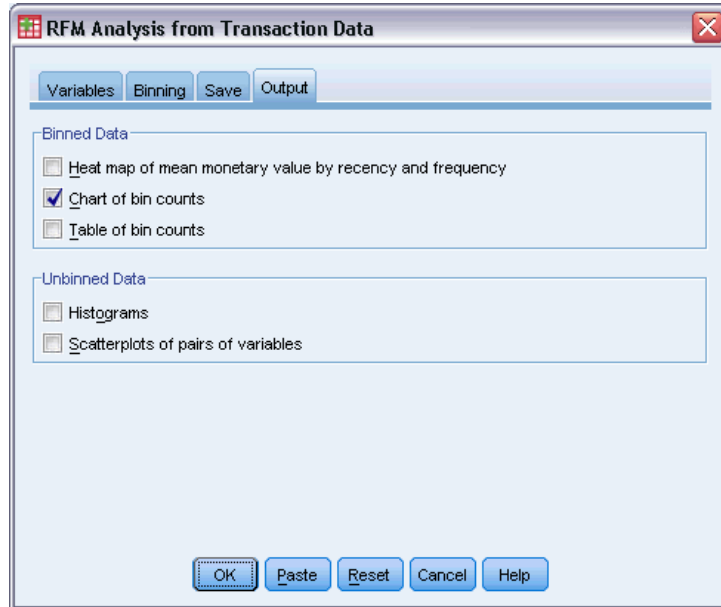 RFM Analysis from Transaction Data
Variables Binning Save Output
Binned Data
Heat map of mean monetary value by recency and frequency
Chart of bin counts
Table of bin counts
Unbinned Data
Histograms
Scatterplots of pairs of variables
OK Paste Reset Cancel Help